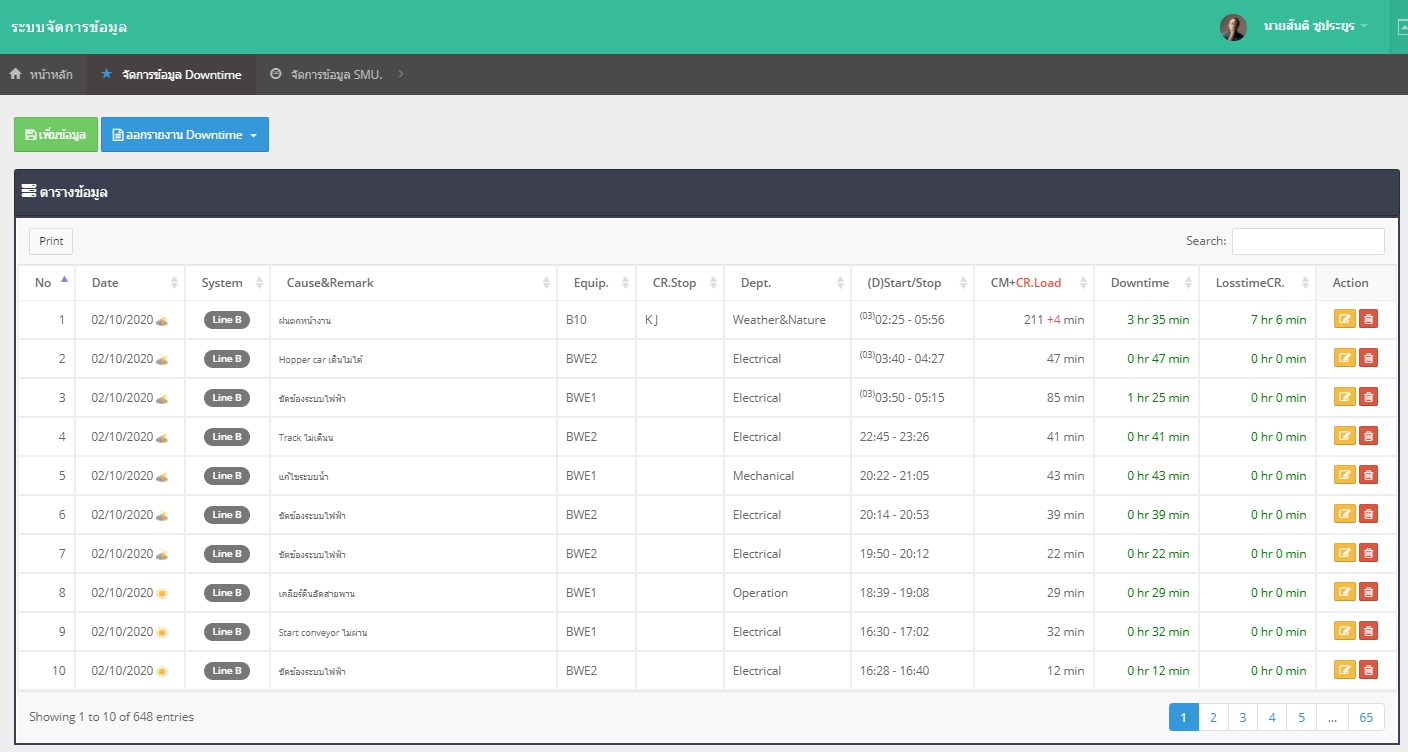 ระบบจัดการข้อมูล
นายสันติ ชูประยูร
หน้าหลัก จัดการข้อมูล Downtime จัดการข้อมูล SMU.
เพิ่มข้อมูล ออกรายงาน Downtime
ตารางข้อมูล
Print Search:
No Date System Cause&Remark Equip. CR.Stop Dept. (D)Start/Stop CM+CR.Load Downtime LosstimeCR. Action
1 02/10/2020 Line B ฝนตกหน้างาน B10 K J Weather&Nature (03)02:25 - 05:56 211 +4 min 3 hr 35 min 7 hr 6 min
2 02/10/2020 Line B Hopper car เดินไม่ได้ BWE2 Electrical (03)03:40 - 04:27 47 min 0 hr 47 min 0 hr 0 min
3 02/10/2020 Line B ขัดข้องระบบไฟฟ้า BWE1 Electrical (03)03:50 - 05:15 85 min 1 hr 25 min 0 hr 0 min
4 02/10/2020 Line B Track ไม่เดินน BWE2 Electrical 22:45 - 23:26 41 min 0 hr 41 min 0 hr 0 min
5 02/10/2020 Line B แก้ไขระบบน้ำ BWE1 Mechanical 20:22 - 21:05 43 min 0 hr 43 min 0 hr 0 min
6 02/10/2020 Line B ขัดข้องระบบไฟฟ้า BWE2 Electrical 20:14 - 20:53 39 min 0 hr 39 min 0 hr 0 min
7 02/10/2020 Line B ขัดข้องระบบไฟฟ้า BWE2 Electrical 19:50 - 20:12 22 min 0 hr 22 min 0 hr 0 min
8 02/10/2020 Line B เคลียร์ดินอัดสายพาน BWE1 Operation 18:39 - 19:08 29 min 0 hr 29 min 0 hr 0 min
9 02/10/2020 Line B Start conveyor ไม่ผ่าน BWE1 Electrical 16:30 - 17:02 32 min 0 hr 32 min 0 hr 0 min
10 02/10/2020 Line B ขัดข้องระบบไฟฟ้า BWE2 Electrical 16:28 - 16:40 12 min 0 hr 12 min 0 hr 0 min
Showing 1 to 10 of 648 entries 1 2 3 4 5 ... 65